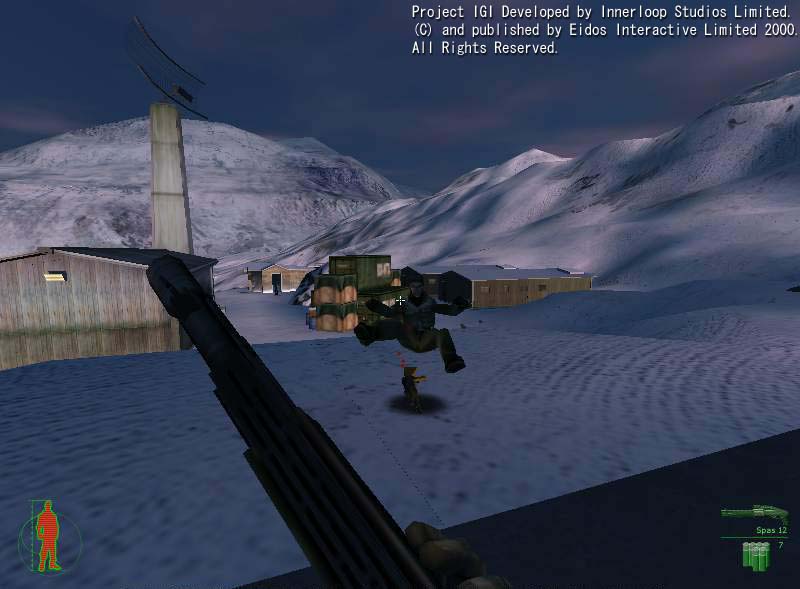 Project IGI Developed by Innerloop Studios Limited.
(C) and published by Eidos Interactive Limited 2000.
All Rights Reserved.
Spas 12
7